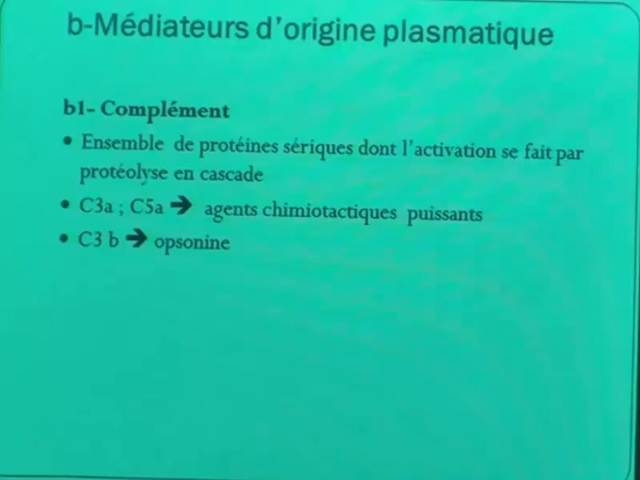 b-Médiateurs d'origine plasmatique
b1- Complément
• Ensemble de protéines sériques dont l'activation se fait par
protéolyse en cascade
• C3a ; C5a ➔ agents chimiotactiques puissants
• C3 b ➔ opsonine